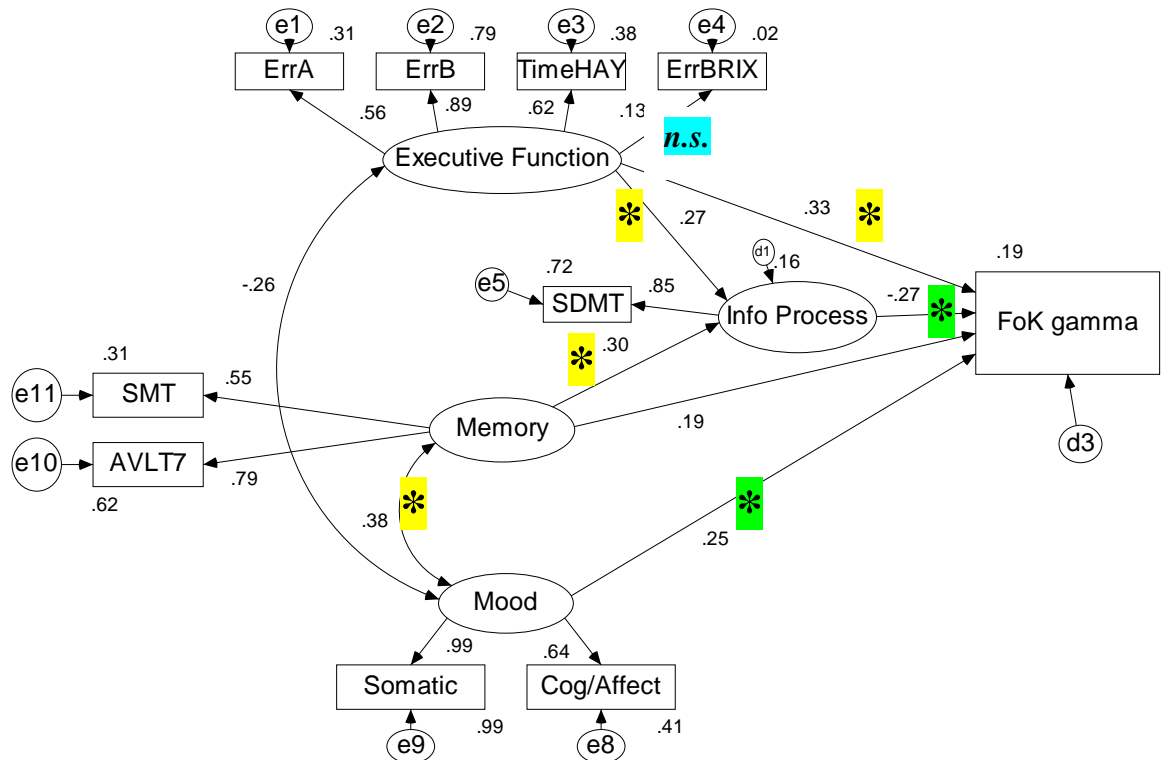 e1 .31 e2 .79 e3 .38 e4 .02
ErrA ErrB TimeHAY ErrBRIX
.56 .89 .62 .13
n.s.
Executive Function
* .27 .33 *
-.26 .72 d1 .16 .19
e5 SDMT .85 Info Process -.27 * FoK gamma
.31 * .30
e11 SMT .55
Memory .19 d3
e10 AVLT7 .79
.62 .38 * * .25
Mood
.99 .64
Somatic Cog/Affect
e9 .99 e8 .41